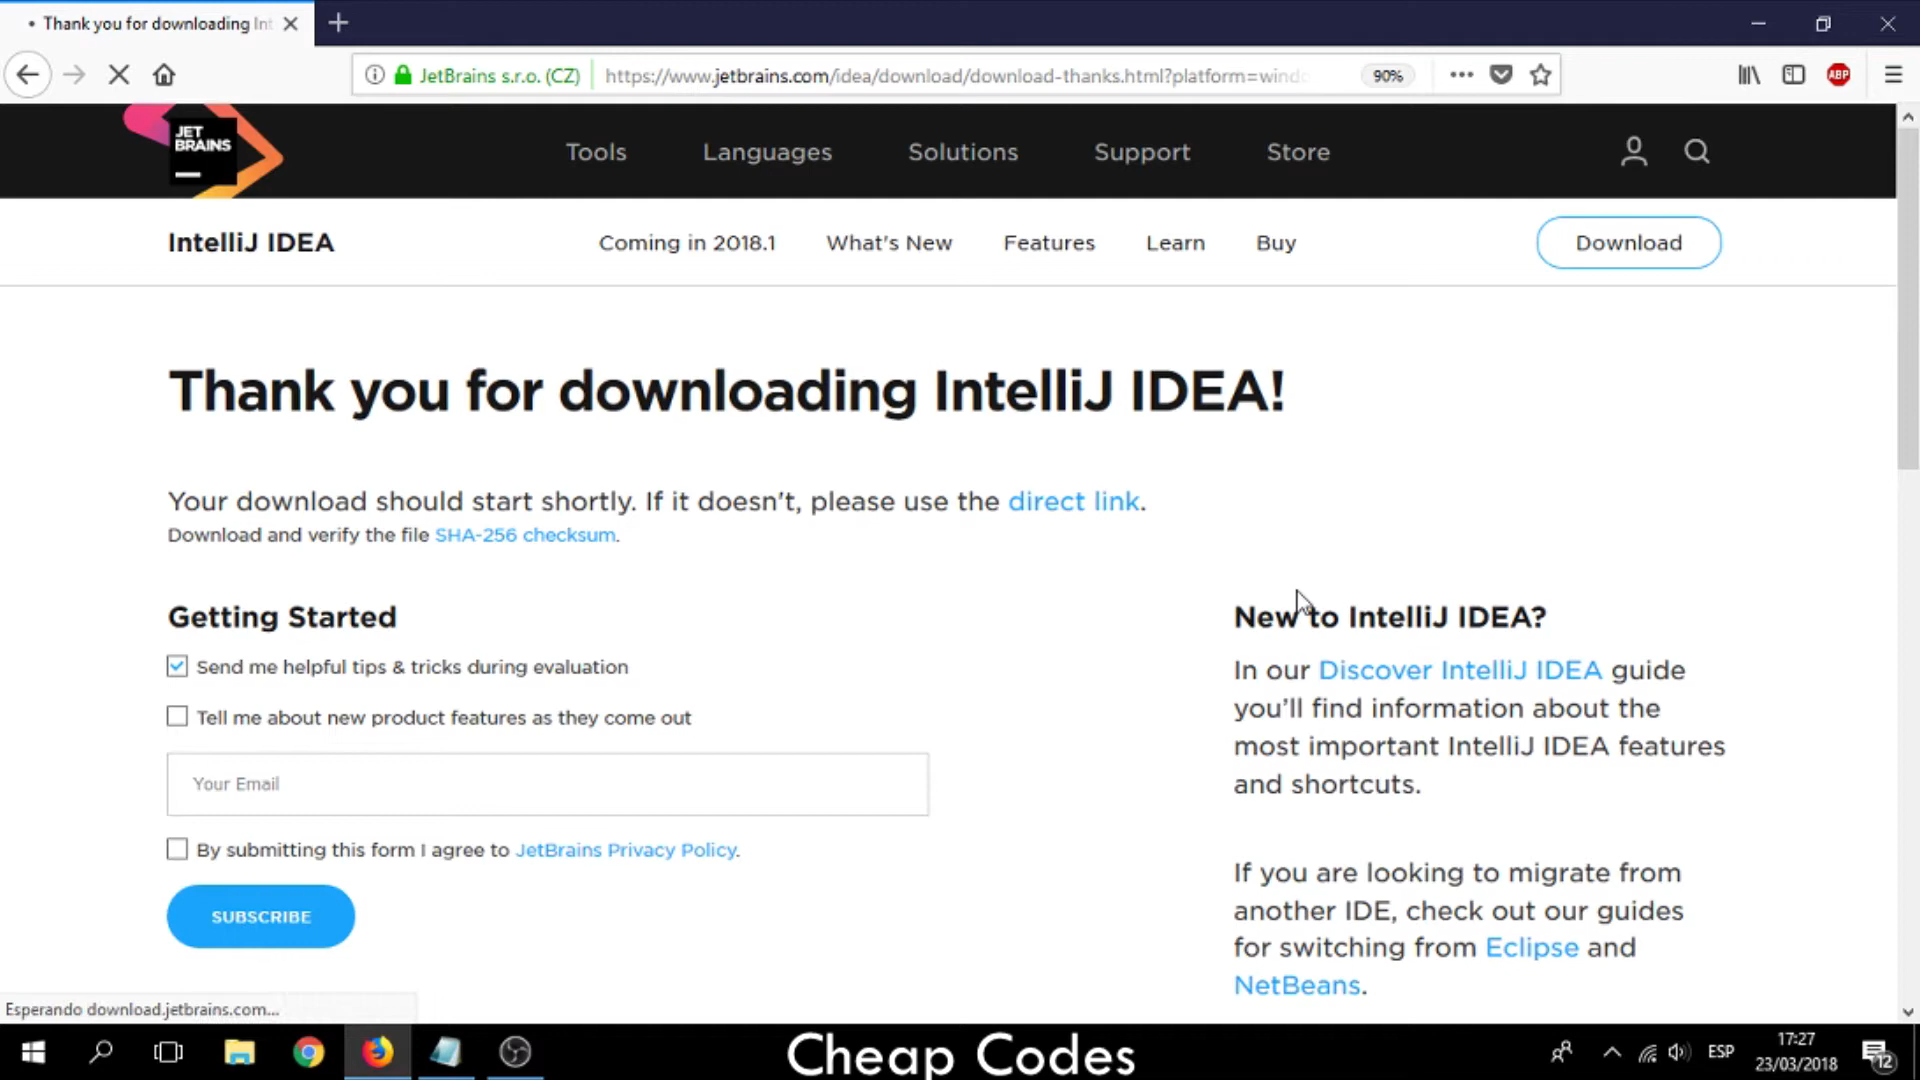 • Thank you for downloading Int
JetBrains s.r.o. (CZ)
https://www.jetbrains.com/idea/download/download-thanks.html?platform=windo
90%
ABP
JET
BRAINS
Tools
Languages
Solutions
Support
Store
IntelliJ IDEA
Coming in 2018.1
What's New
Features
Learn
Buy
Download
Thank you for downloading IntelliJ IDEA!
Your download should start shortly. If it doesn't, please use the direct link.
Download and verify the file SHA-256 checksum.
Getting Started
Send me helpful tips & tricks during evaluation
Tell me about new product features as they come out
Your Email
By submitting this form I agree to JetBrains Privacy Policy.
SUBSCRIBE
New to IntelliJ IDEA?
In our Discover IntelliJ IDEA guide
you'll find information about the
most important IntelliJ IDEA features
and shortcuts.
If you are looking to migrate from
another IDE, check out our guides
for switching from Eclipse and
NetBeans.
Esperando download.jetbrains.com...
Cheap Codes
ESP
17:27
23/03/2018
12